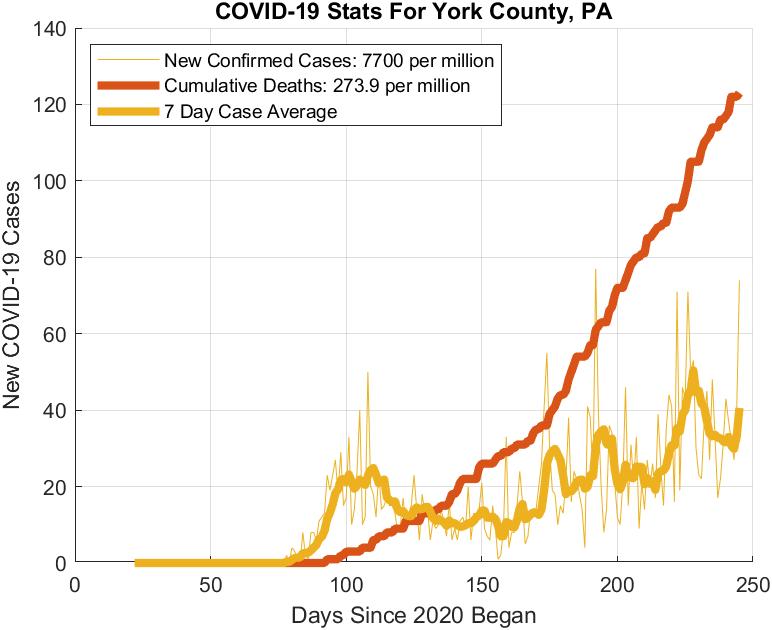 COVID-19 Stats For York County, PA
New Confirmed Cases: 7700 per million
Cumulative Deaths: 273.9 per million
7 Day Case Average
New COVID-19 Cases
140
120
100
80
60
40
20
0
0 50 100 150 200 250
Days Since 2020 Began